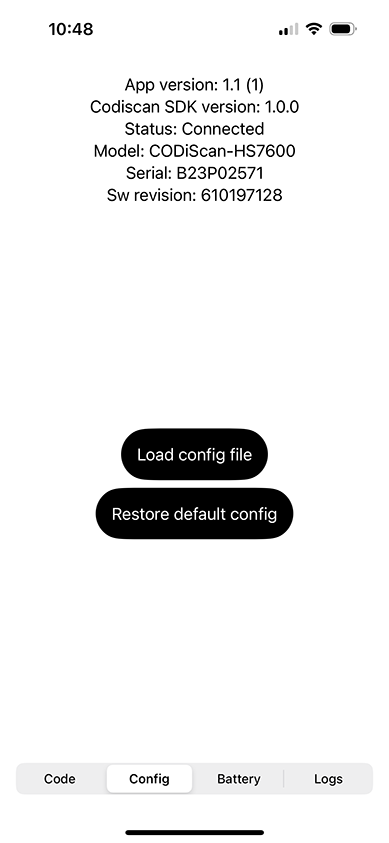 10:48
App version: 1.1 (1)
Codiscan SDK version: 1.0.0
Status: Connected
Model: CODiScan-HS7600
Serial: B23P02571
Sw revision: 610197128
Load config file
Restore default config
Code Config Battery Logs